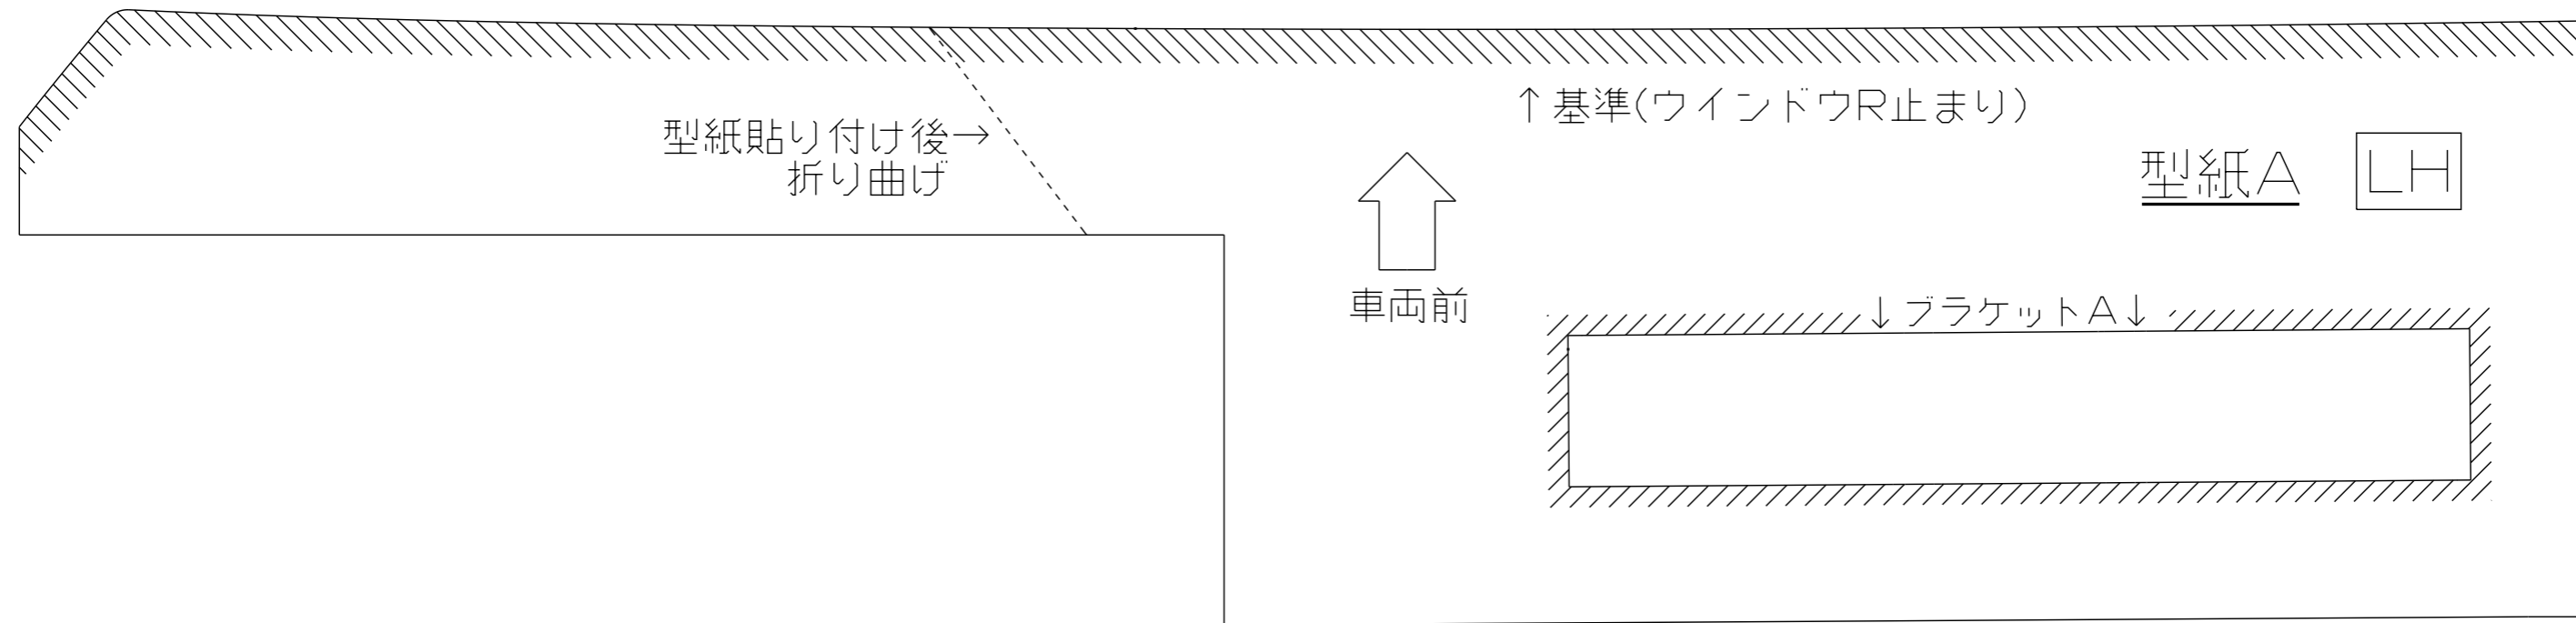 ↑基準(ウインドウR止まり)
型紙貼り付け後→
折り曲げ
型紙A
LH
車両前
↓ブラケットA↓